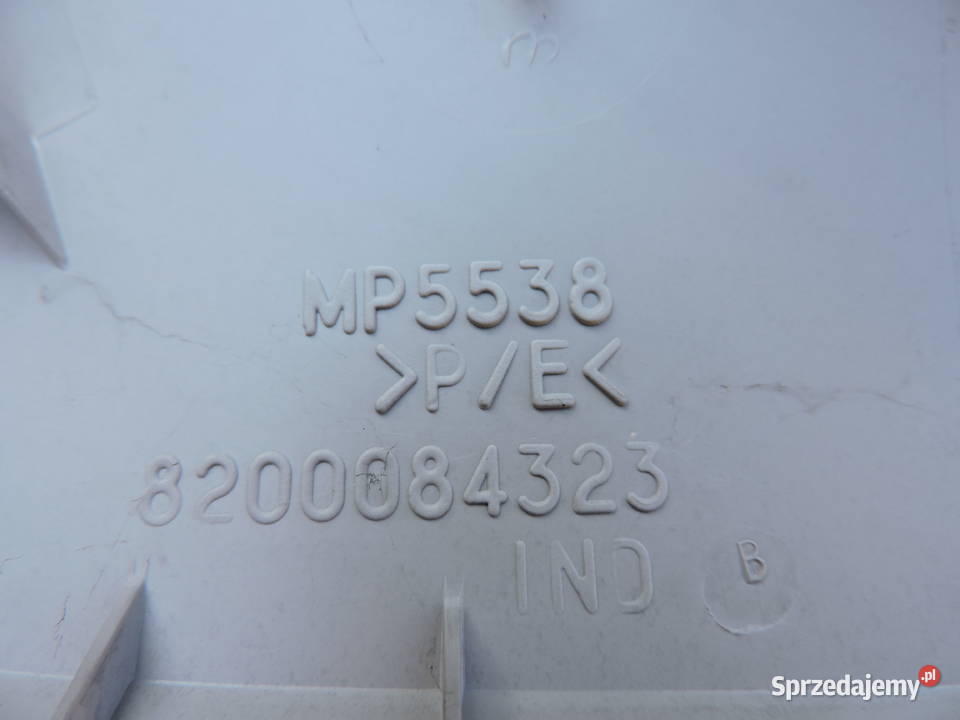 MP5538
>P/E<
8200084323
IND B
Sprzedajemy.pl